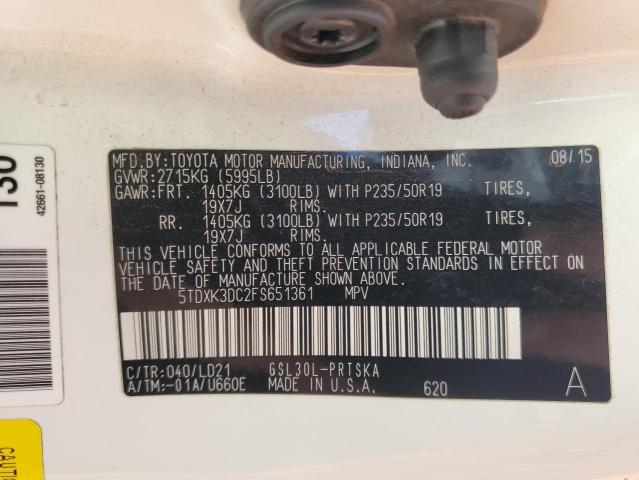 MFD.BY:TOYOTA MOTOR MANUFACTURING, INDIANA, INC. 08/15
GVWR:2715KG (5995LB)
GAWR:FRT. 1405KG (3100LB) WITH P235/50R19 TIRES,
19X7J RIMS.
RR. 1405KG (3100LB) WITH P235/50R19 TIRES,
19X7J RIMS.
THIS VEHICLE CONFORMS TO ALL APPLICABLE FEDERAL MOTOR
VEHICLE SAFETY AND THEFT PREVENTION STANDARDS IN EFFECT ON
THE DATE OF MANUFACTURE SHOWN ABOVE.
5TDXK3DC2FS651361 MPV
C/TR:040/LD21 GSL30L-PRTSKA
A/TM:-01A/U660E MADE IN U.S.A. 620 A
42661-08130